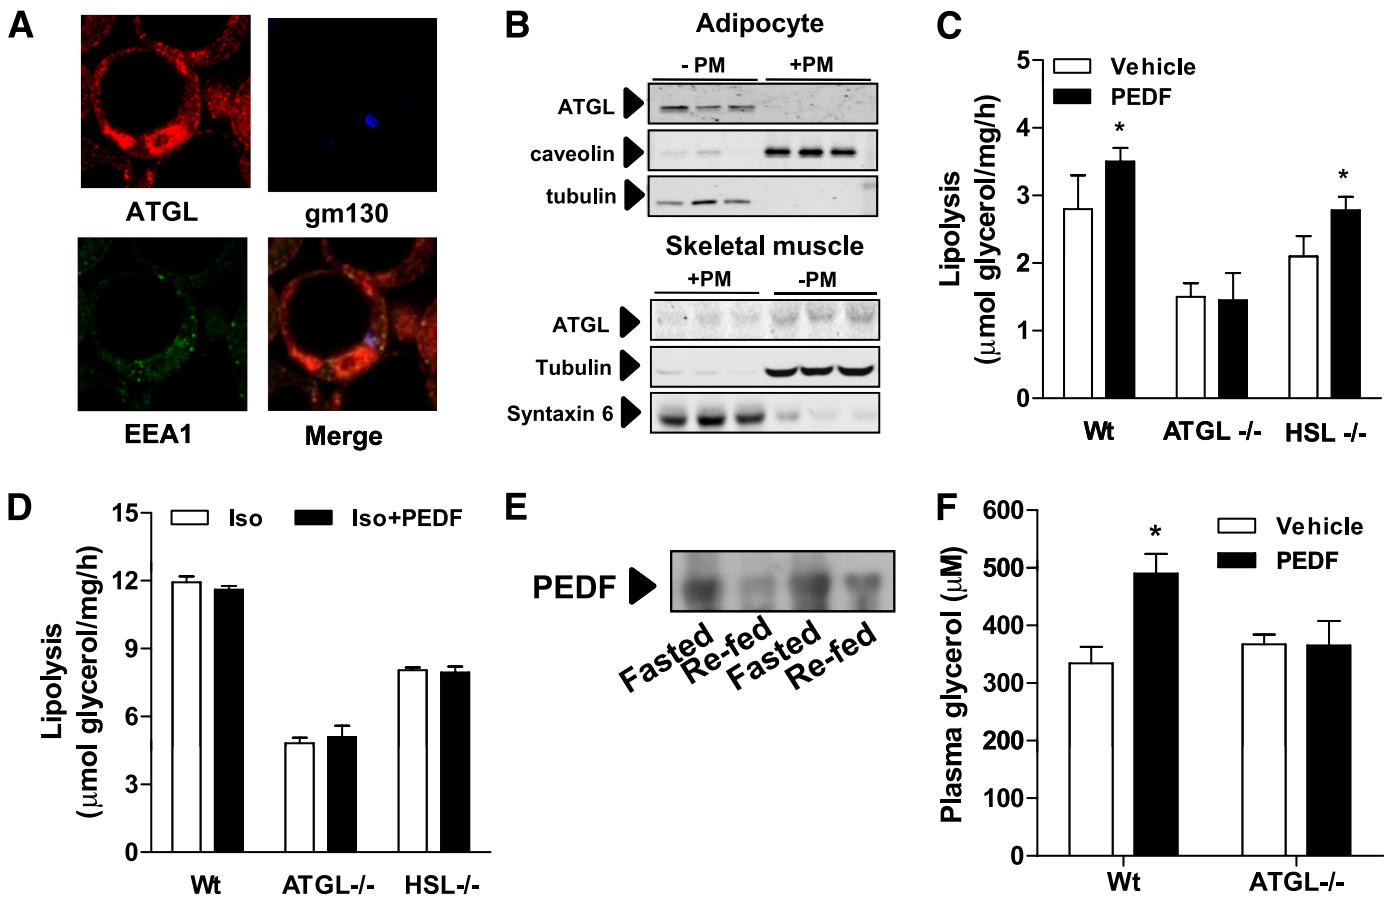 A
ATGL
gm130
EEA1
Merge
B
Adipocyte
- PM
+PM
ATGL
caveolin
tubulin
Skeletal muscle
+PM
-PM
ATGL
Tubulin
Syntaxin 6
C
Lipolysis
(μmol glycerol/mg/h)
5
4
3
2
1
0
Vehicle
PEDF
*
*
Wt
ATGL -/-
HSL -/-
D
Lipolysis
(μmol glycerol/mg/h)
15
12
9
6
3
0
Iso
Iso+PEDF
Wt
ATGL-/-
HSL-/-
E
PEDF
Fasted
Re-fed
Fasted
Re-fed
F
Plasma glycerol (μM)
600
500
400
300
200
100
0
Vehicle
PEDF
*
Wt
ATGL-/-